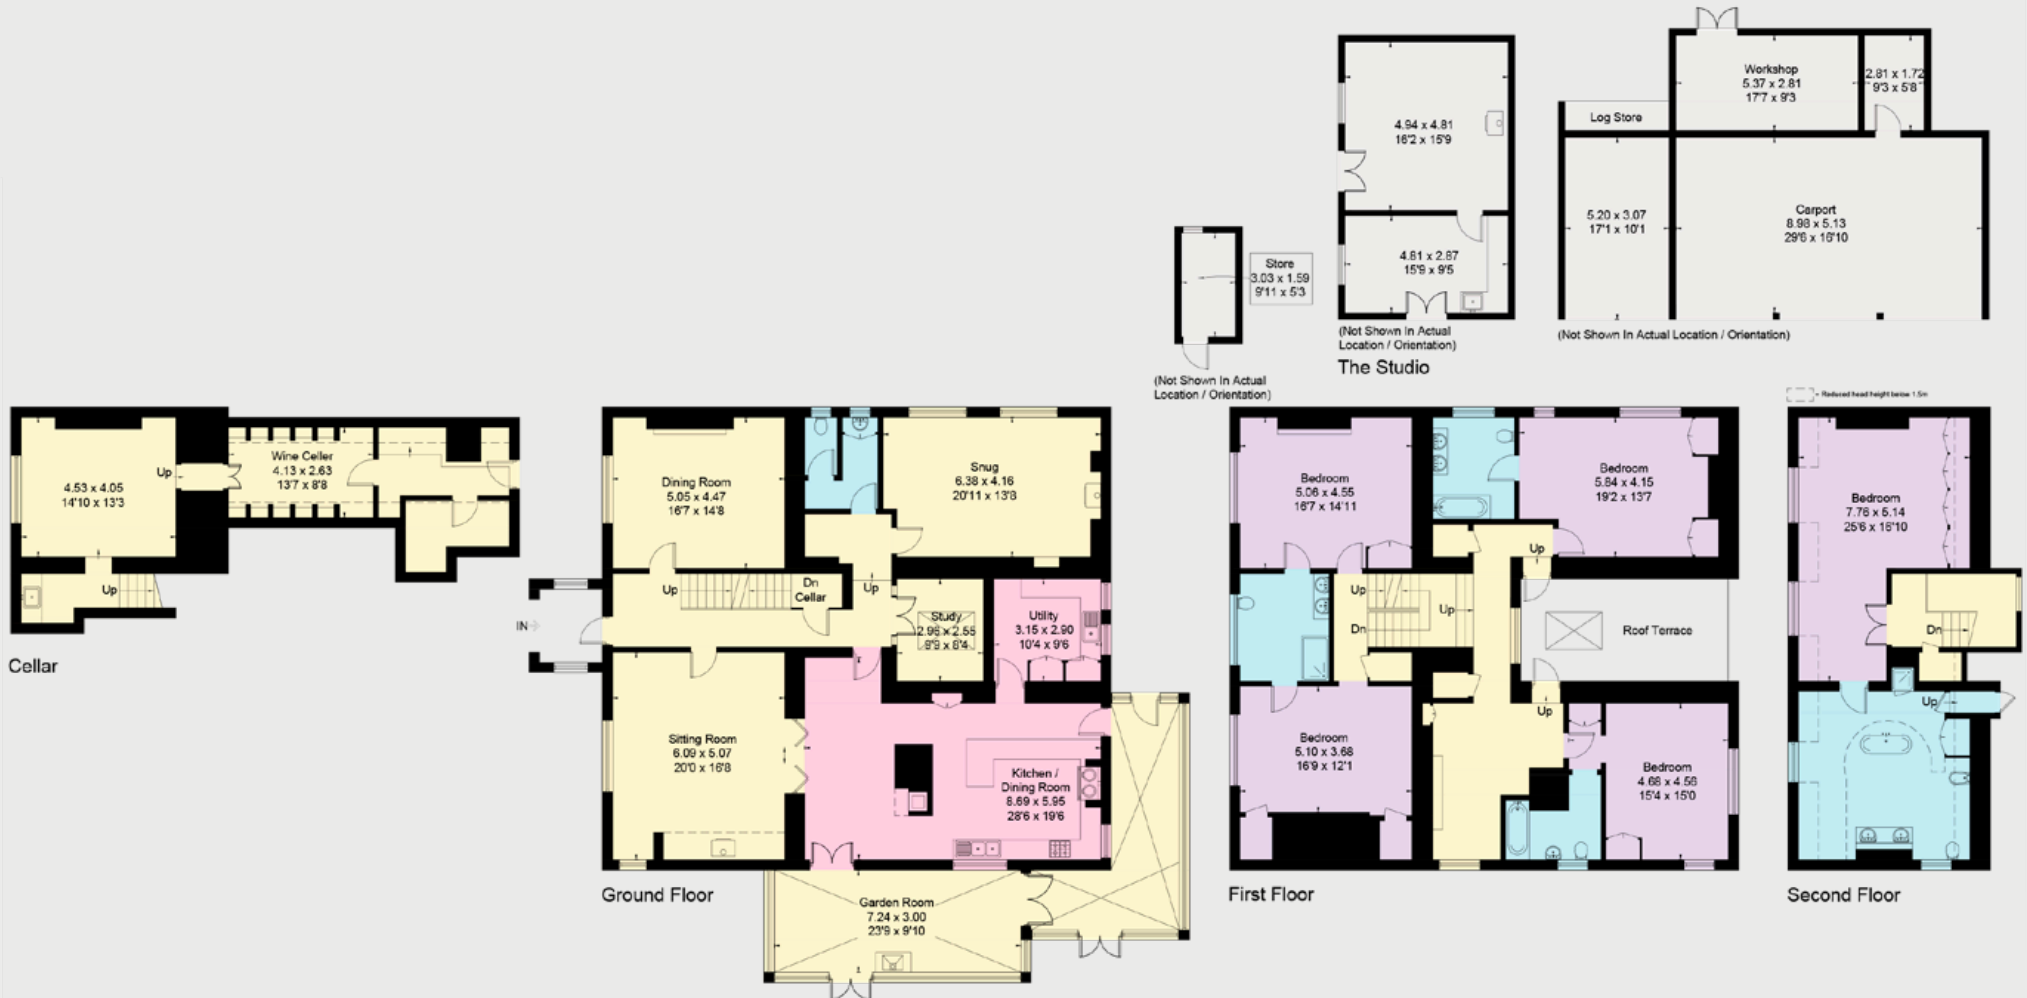 Workshop
5.37 x 2.81
17'7 x 9'3
2.81 x 1.72
9'3 x 5'8
Log Store
4.94 x 4.81
16'2 x 15'9
5.20 x 3.07
17'1 x 10'1
Carport
8.98 x 5.13
29'6 x 16'10
4.81 x 2.87
15'9 x 9'5
Store
3.03 x 1.59
9'11 x 5'3
(Not Shown In Actual
Location / Orientation)
(Not Shown In Actual
Location / Orientation)
The Studio
(Not Shown In Actual Location / Orientation)
= Reduced head height below 1.5m
4.53 x 4.05
14'10 x 13'3
Up
Wine Celler
4.13 x 2.63
13'7 x 8'8
Up
Cellar
IN
Dining Room
5.05 x 4.47
16'7 x 14'8
Snug
6.38 x 4.16
20'11 x 13'8
Up
Dn
Cellar
Up
Study
2.96 x 2.55
9'9 x 8'4
Utility
3.15 x 2.90
10'4 x 9'6
Sitting Room
6.09 x 5.07
20'0 x 16'8
Kitchen /
Dining Room
8.69 x 5.95
28'6 x 19'6
Garden Room
7.24 x 3.00
23'9 x 9'10
Ground Floor
Bedroom
5.06 x 4.55
16'7 x 14'11
Bedroom
5.84 x 4.15
19'2 x 13'7
Up
Up
Up
Dn
Roof Terrace
Up
Bedroom
5.10 x 3.68
16'9 x 12'1
Bedroom
4.68 x 4.56
15'4 x 15'0
First Floor
Bedroom
7.76 x 5.14
25'6 x 16'10
Dn
Up
Second Floor